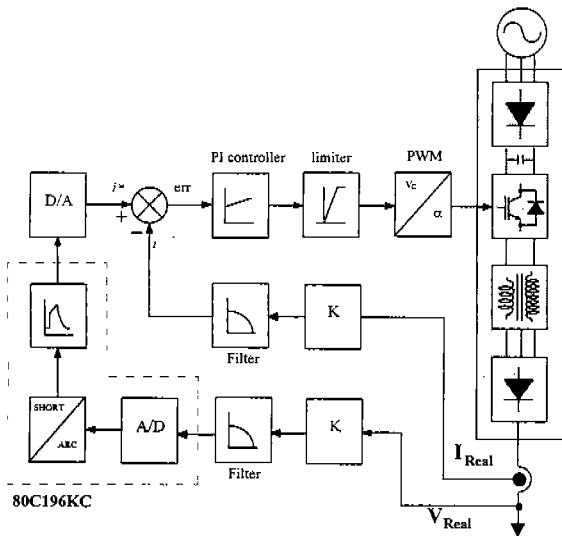 PI controller
limiter
PWM
D/A
i*
err
+
−
i
Vc
α
K
Filter
SHORT
ARC
A/D
K
Filter
80C196KC
I Real
V Real